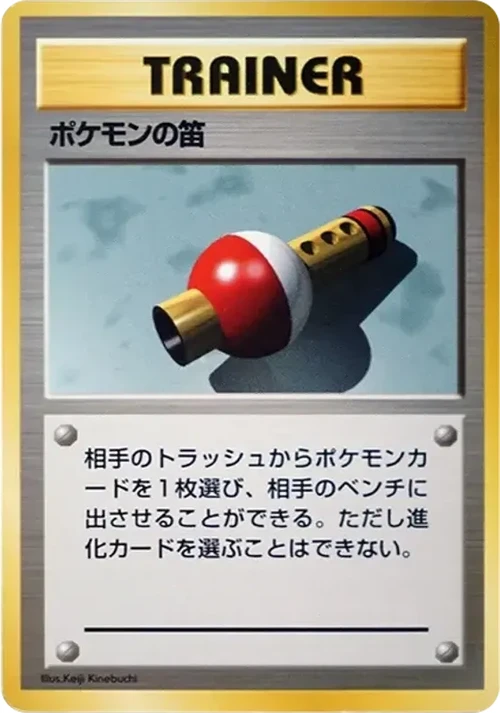 TRAINER
ポケモンの笛
相手のトラッシュからポケモンカ
ードを1枚選び、相手のベンチに
出させることができる。ただし進
化カードを選ぶことはできない。
Illus.Keiji Kinebuchi